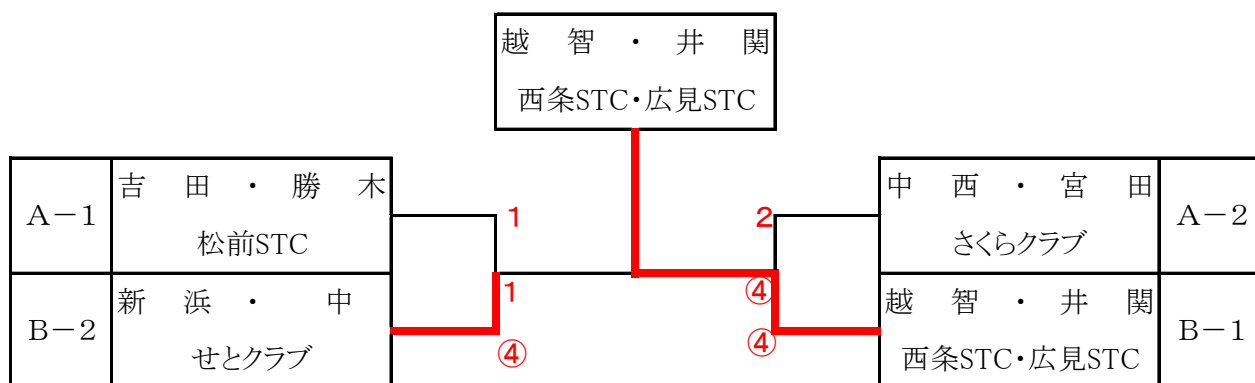 越智・井関
西条STC・広見STC
A-1
吉田・勝木
松前STC
1
2
中西・宮田
さくらクラブ
A-2
B-2
新浜・中
せとクラブ
1
④
④
④
越智・井関
西条STC・広見STC
B-1